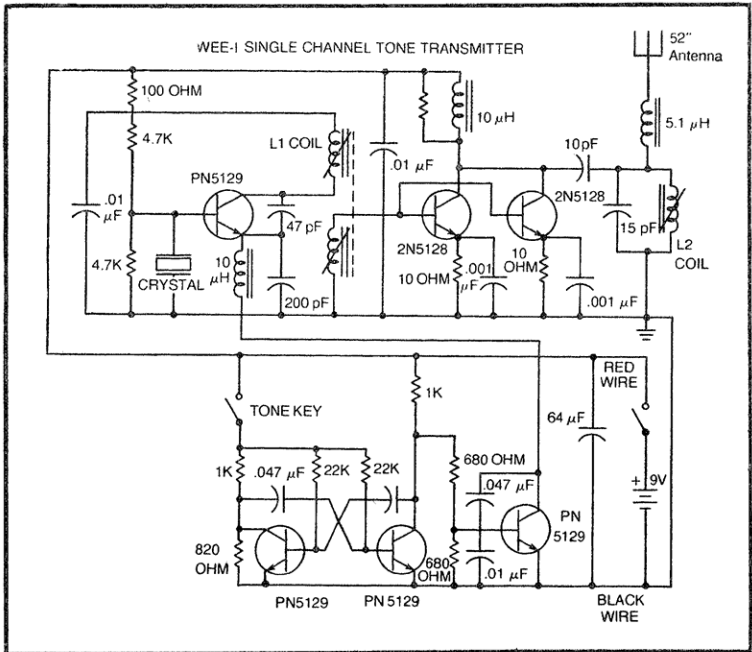 WEE-I SINGLE CHANNEL TONE TRANSMITTER
52"
Antenna
100 OHM
10 μH
5.1 μH
4.7K
L1 COIL
10pF
.01 μF
PN5129
.01
μF
2N5128
47 pF
15 pF
2N5128
L2
COIL
4.7K
10
μH
10
OHM
10 OHM
.001
μF
CRYSTAL
200 pF
.001 μF
RED
WIRE
1K
TONE KEY
64 μF
1K
.047 μF
22K
22K
680 OHM
.047 μF
+ 9V
PN
5129
820
OHM
680
OHM
.01 μF
PN5129
PN 5129
BLACK
WIRE